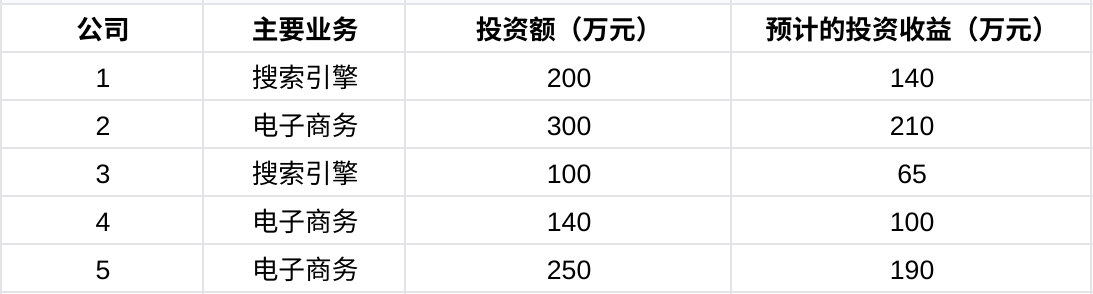 公司 主要业务 投资额（万元） 预计的投资收益（万元）
1 搜索引擎 200 140
2 电子商务 300 210
3 搜索引擎 100 65
4 电子商务 140 100
5 电子商务 250 190